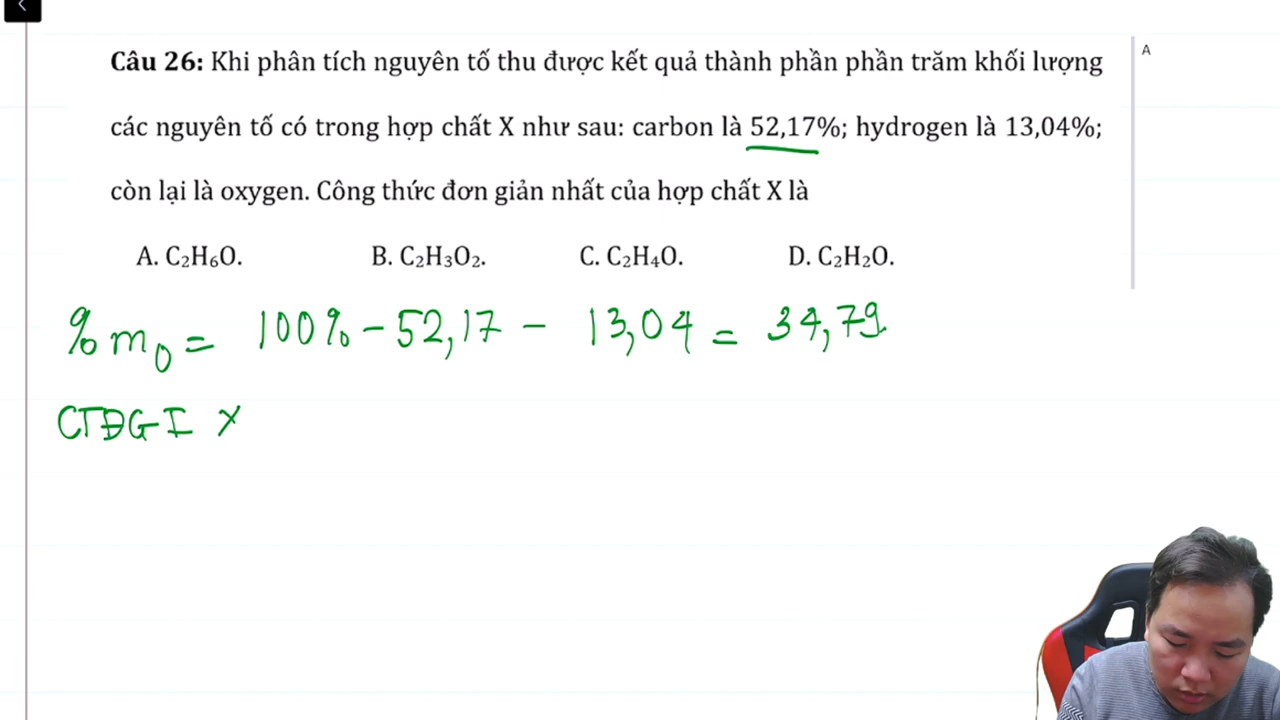 Câu 26: Khi phân tích nguyên tố thu được kết quả thành phần phần trăm khối lượng
các nguyên tố có trong hợp chất X như sau: carbon là 52,17%; hydrogen là 13,04%;
còn lại là oxygen. Công thức đơn giản nhất của hợp chất X là
A. C₂H₆O. B. C₂H₃O₂. C. C₂H₄O. D. C₂H₂O.
A
% m₀ = 100% - 52,17 - 13,04 = 34,79
CTĐGI X